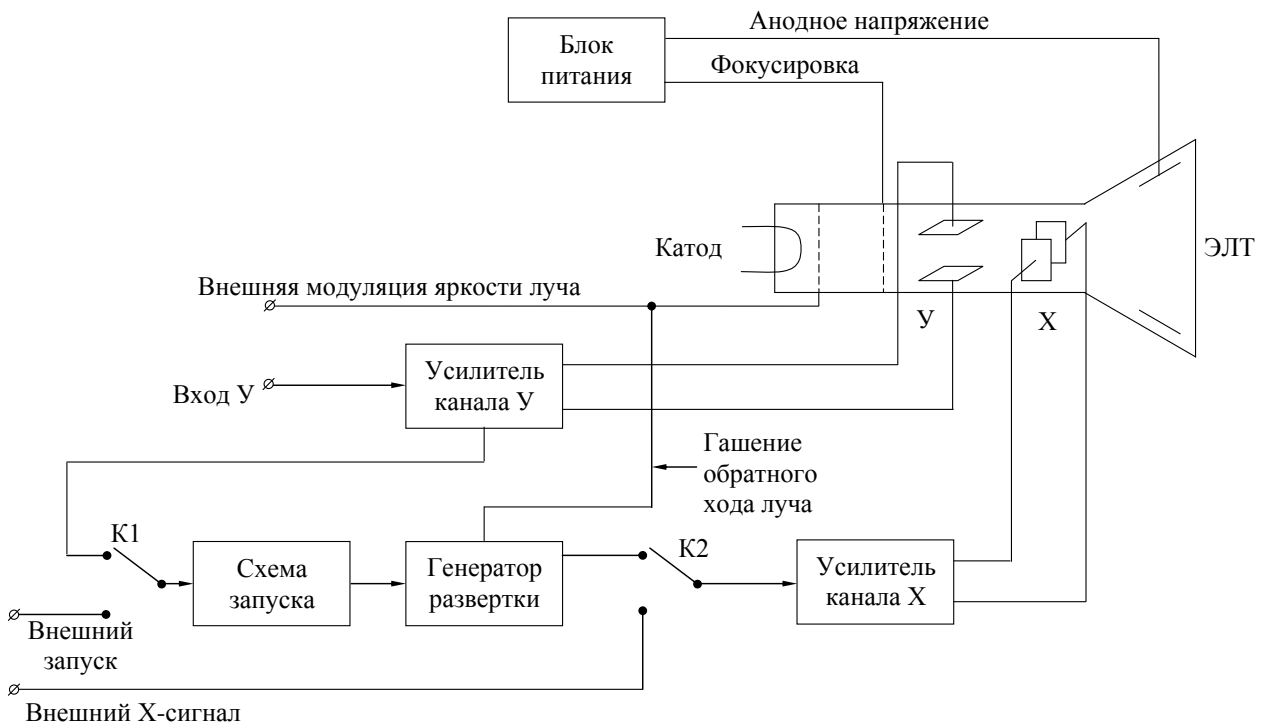 Анодное напряжение
Блок
питания
Фокусировка
Катод
ЭЛТ
Внешняя модуляция яркости луча
У
Х
Вход У
Усилитель
канала У
Гашение
обратного
хода луча
К1
Схема
запуска
Генератор
развертки
К2
Усилитель
канала Х
Внешний
запуск
Внешний Х-сигнал